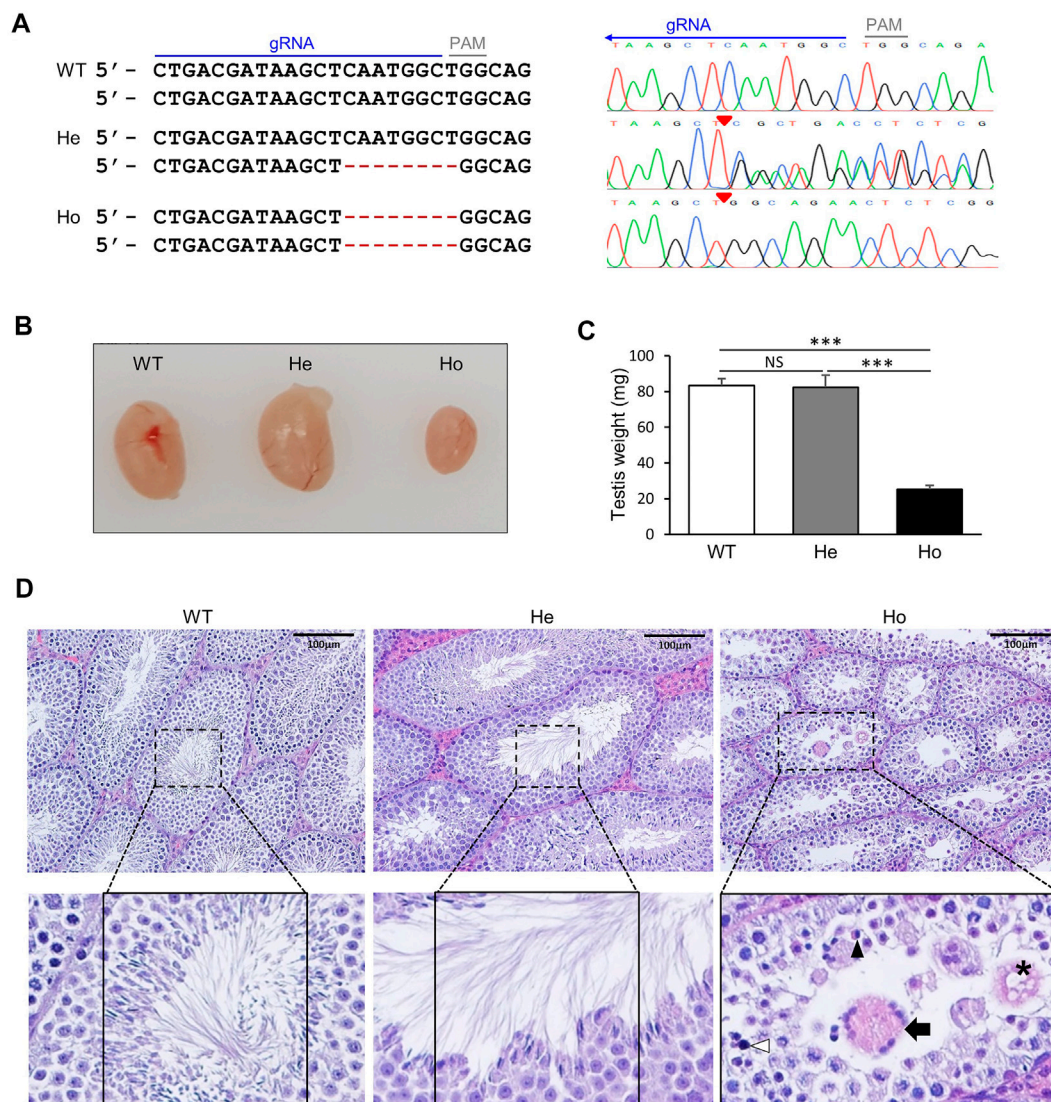 A
gRNA PAM
WT 5' - CTGACGATAAGCTCAATGGCTGGCAG
5' - CTGACGATAAGCTCAATGGCTGGCAG
He 5' - CTGACGATAAGCTCAATGGCTGGCAG
5' - CTGACGATAAGCT--------GGCAG
Ho 5' - CTGACGATAAGCT--------GGCAG
5' - CTGACGATAAGCT--------GGCAG
gRNA PAM
T A A G C T C A A T G G C T G G C A G A
T A A G C T C G C T G A C C T C T C G
T A A G C T G G C A G A A C T C T C G G
B
WT He Ho
C
***
NS ***
Testis weight (mg)
100
80
60
40
20
0
WT He Ho
D
WT He Ho
100µm 100µm 100µm
*